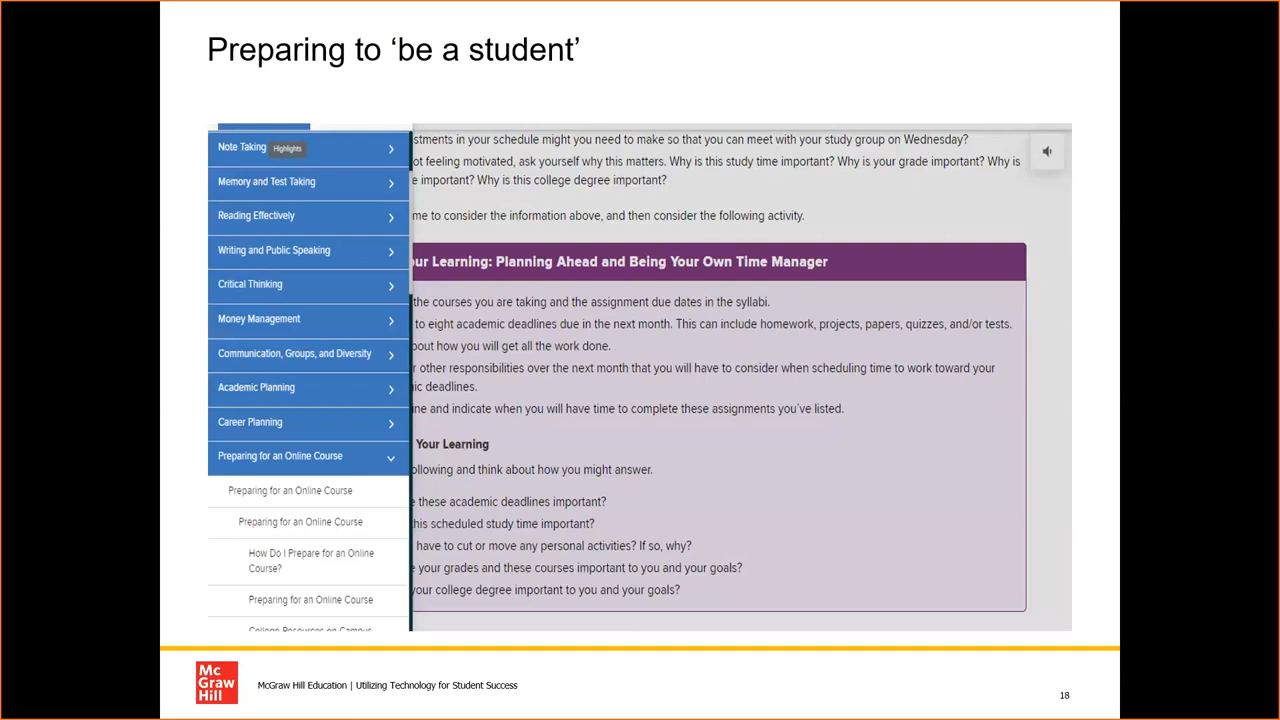 Preparing to ‘be a student’
Note Taking
Highlights
Memory and Test Taking
Reading Effectively
Writing and Public Speaking
Critical Thinking
Money Management
Communication, Groups, and Diversity
Academic Planning
Career Planning
Preparing for an Online Course
Preparing for an Online Course
Preparing for an Online Course
How Do I Prepare for an Online
Course?
Preparing for an Online Course
College Resources on Campus
stments in your schedule might you need to make so that you can meet with your study group on Wednesday?
ot feeling motivated, ask yourself why this matters. Why is this study time important? Why is your grade important? Why is
e important? Why is this college degree important?
me to consider the information above, and then consider the following activity.
our Learning: Planning Ahead and Being Your Own Time Manager
the courses you are taking and the assignment due dates in the syllabi.
to eight academic deadlines due in the next month. This can include homework, projects, papers, quizzes, and/or tests.
bout how you will get all the work done.
r other responsibilities over the next month that you will have to consider when scheduling time to work toward your
ic deadlines.
ine and indicate when you will have time to complete these assignments you’ve listed.
Your Learning
ollowing and think about how you might answer.
e these academic deadlines important?
this scheduled study time important?
have to cut or move any personal activities? If so, why?
e your grades and these courses important to you and your goals?
your college degree important to you and your goals?
Mc
Graw
Hill
McGraw Hill Education | Utilizing Technology for Student Success
18